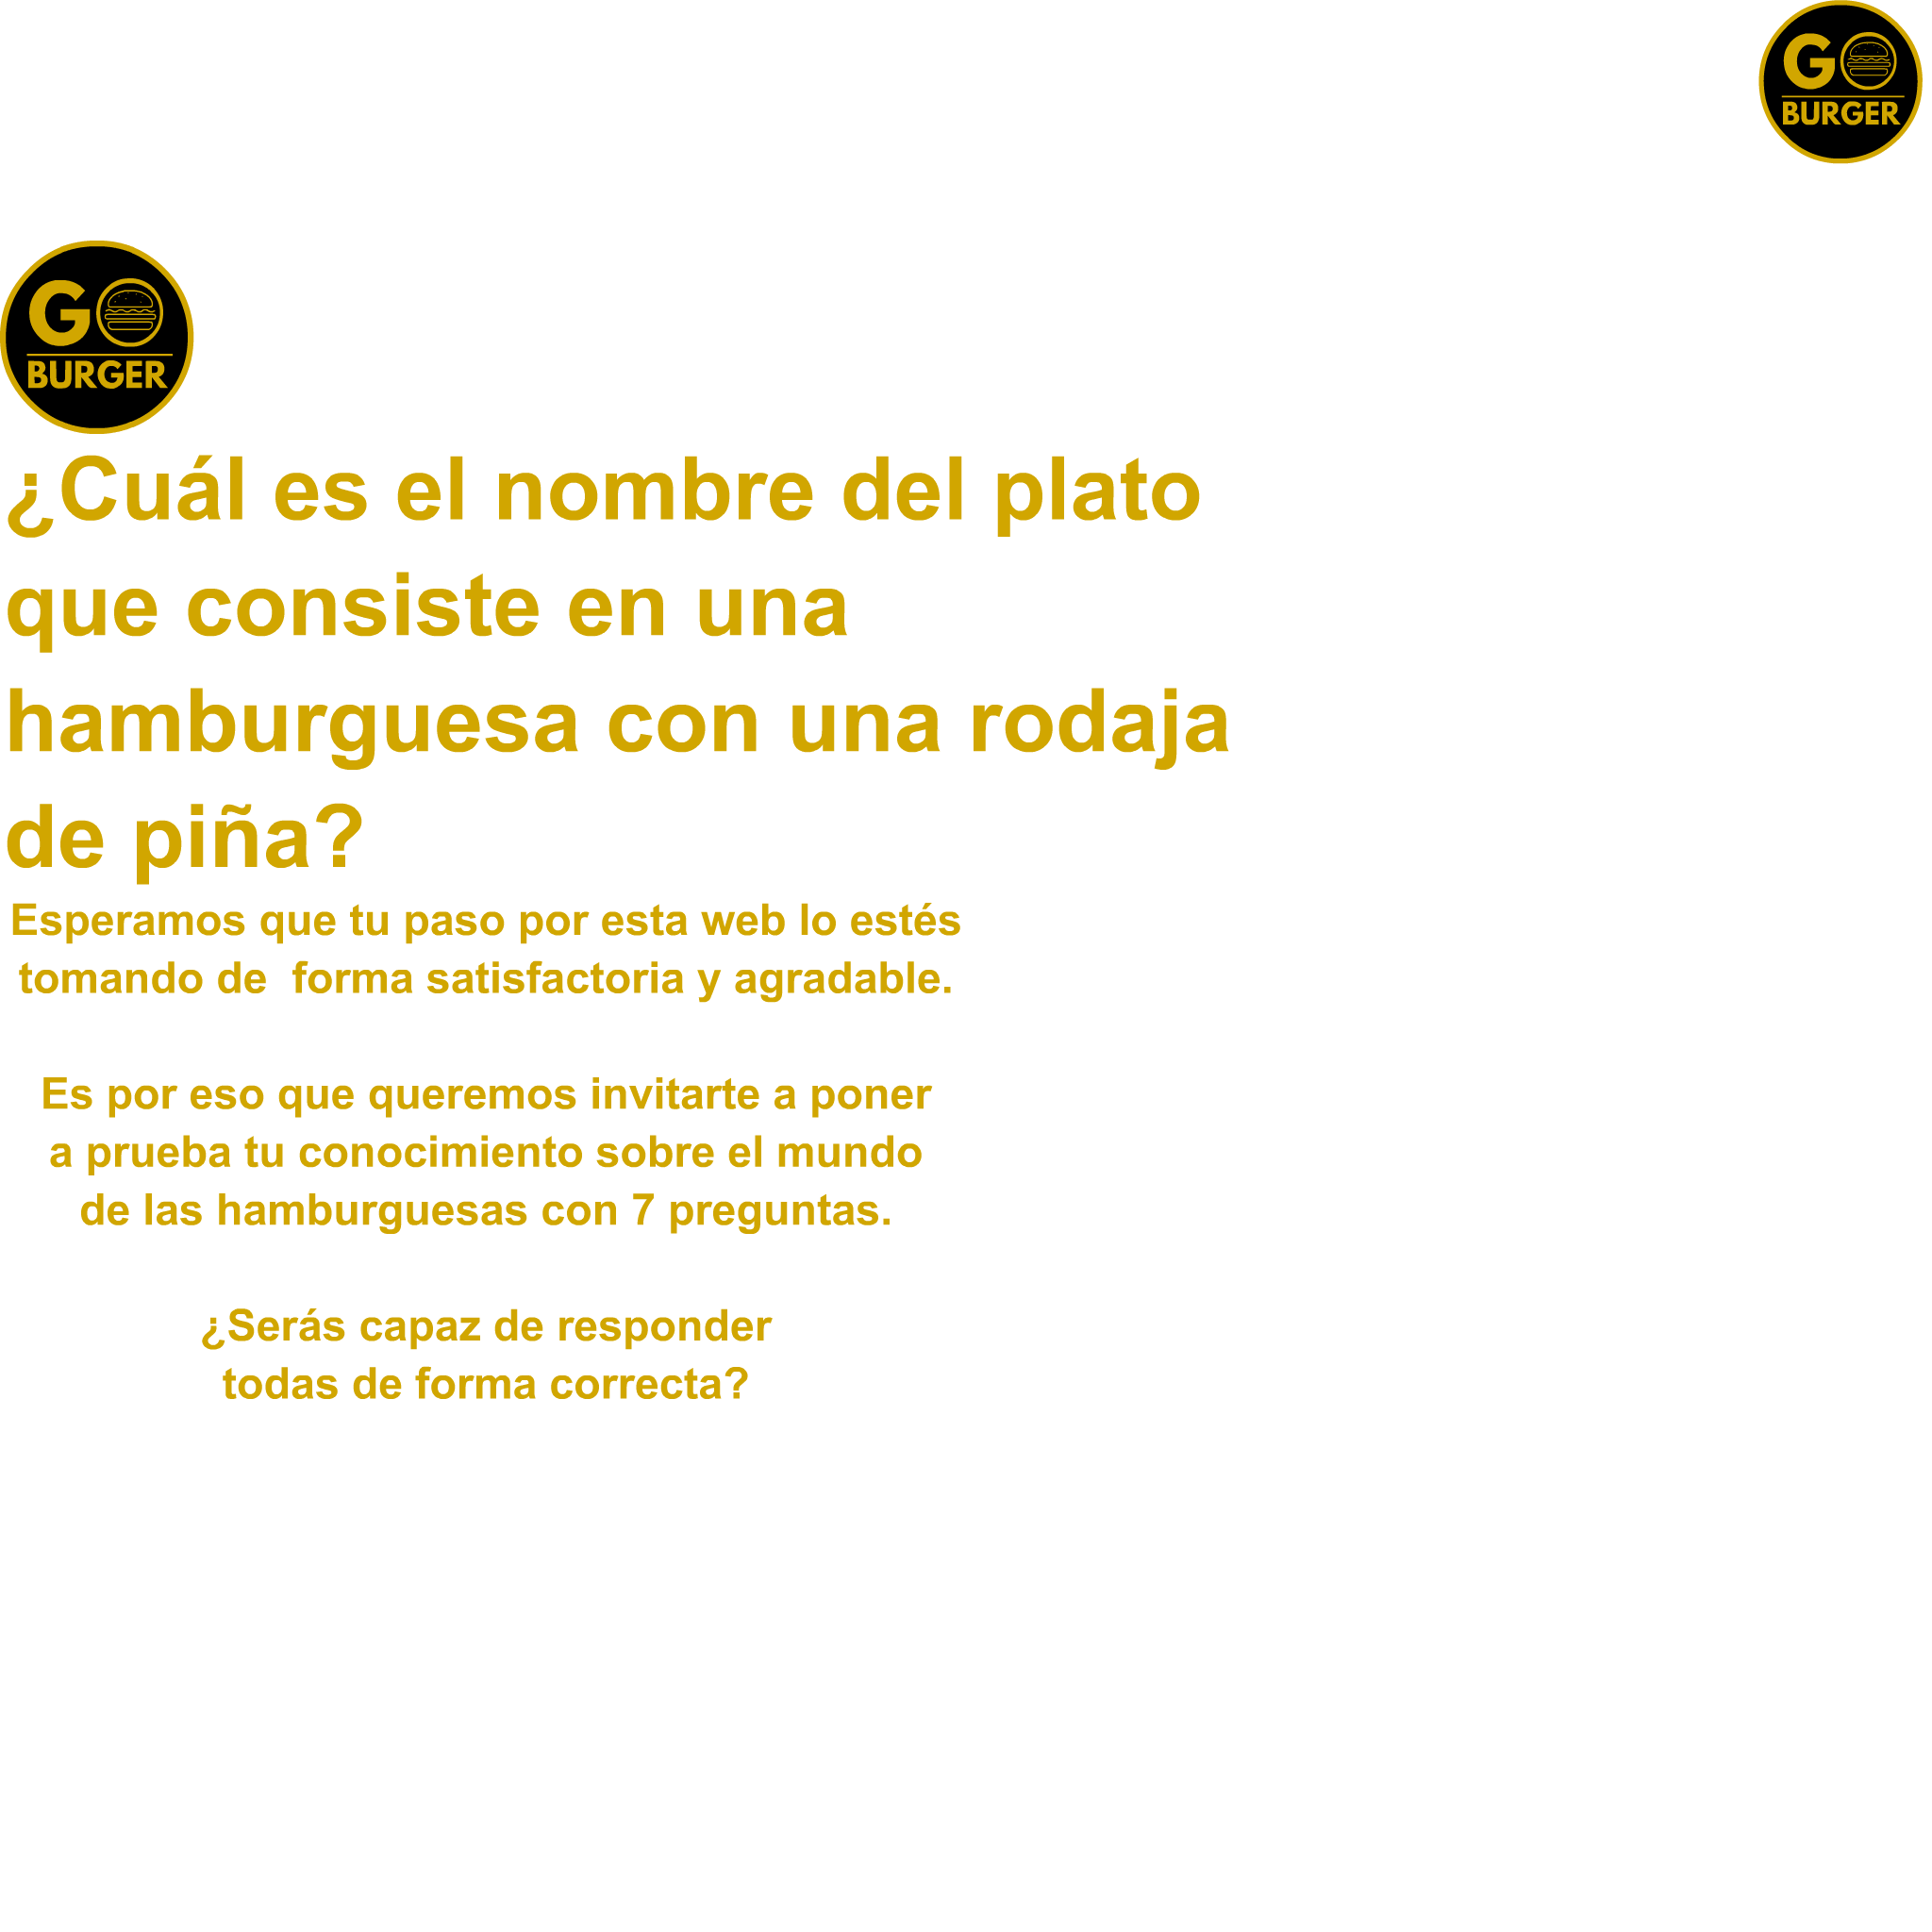 GO
BURGER
GO
BURGER
¿Cuál es el nombre del plato
que consiste en una
hamburguesa con una rodaja
de piña?
Esperamos que tu paso por esta web lo estés
tomando de  forma satisfactoria y agradable.
Es por eso que queremos invitarte a poner
a prueba tu conocimiento sobre el mundo
de las hamburguesas con 7 preguntas.
¿Serás capaz de responder
todas de forma correcta?